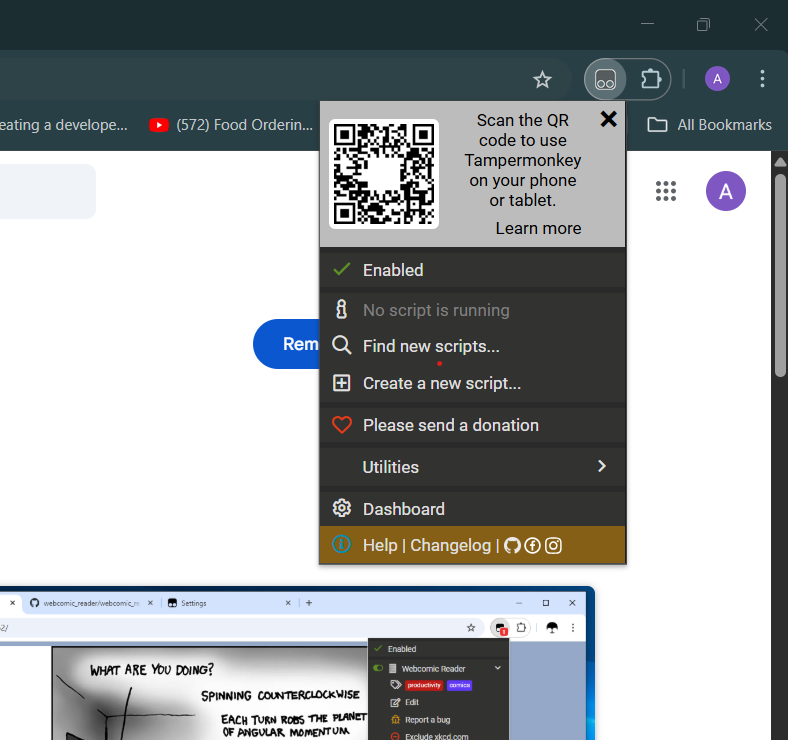 A
eating a develope...
(572) Food Orderin...
All Bookmarks
Scan the QR
code to use
Tampermonkey
on your phone
or tablet.
Learn more
A
Enabled
No script is running
Find new scripts...
Rem
Create a new script...
Please send a donation
Utilities
Dashboard
Help | Changelog |
webcomic_reader/webcomic_re
Settings
2/
1
Enabled
WHAT ARE YOU DOING?
Webcomic Reader
productivity comics
SPINNING COUNTERCLOCKWISE
Edit
EACH TURN ROBS THE PLANET
Report a bug
OF ANGULAR MOMENTUM
Exclude xkcd.com